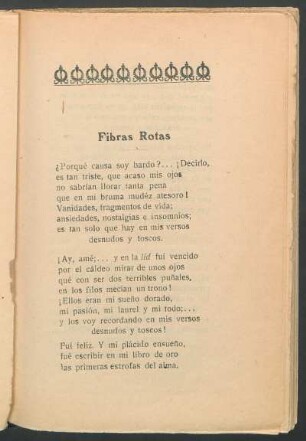 Fibras Rotas
¿Porqué causa soy bardo?... ¡Decirlo,
es tan triste, que acaso mis ojos
no sabrían llorar tanta pena
que en mi bruma mudéz atesoro!
Vanidades, fragmentos de vida;
ansiedades, nostalgias e insomnios;
es tan solo que hay en mis versos
desnudos y toscos.
¡Ay, amé;... y en la lid fui vencido
por el cáldeo mirar de unos ojos
qué con ser dos terribles puñales,
en los filos mecían un trono!
¡Ellos eran mi sueño dorado,
mi pasión, mi laurel y mi todo;...
y los voy recordando en mis versos
desnudos y toscos!
Fuí feliz. Y mi plácido ensueño,
fué escribir en mi libro de oro
las primeras estrofas del alma,